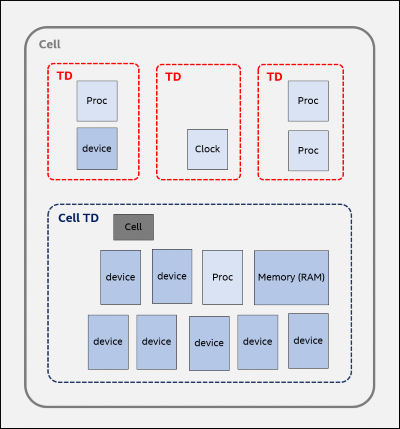 Cell
TD
Proc
device
TD
Clock
TD
Proc
Proc
Cell TD
Cell
device
device
Proc
Memory (RAM)
device
device
device
device
device